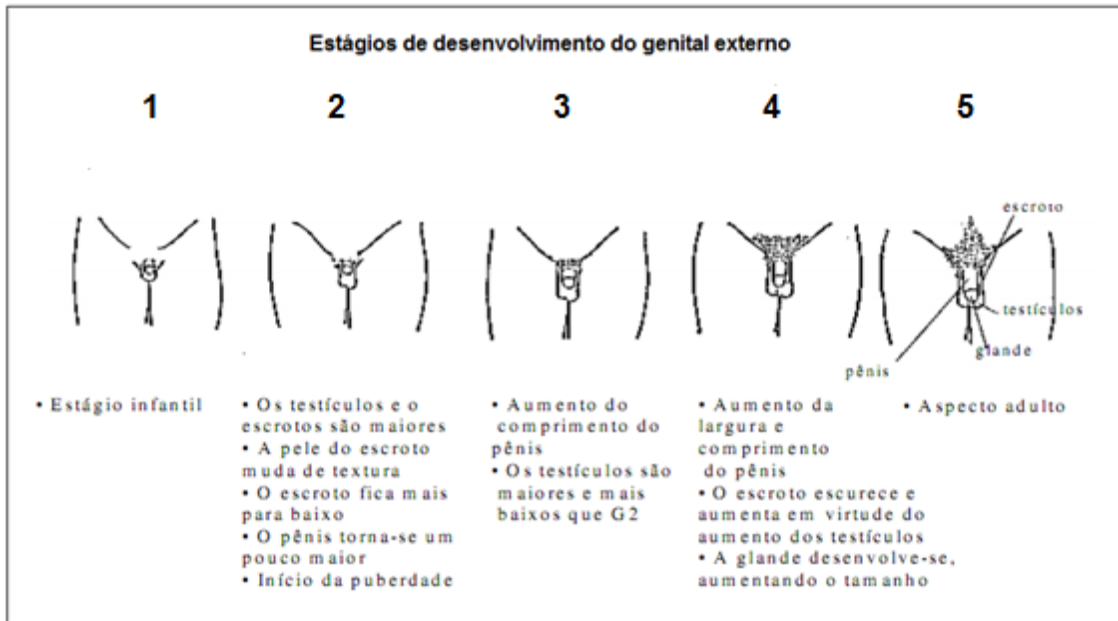 Estágios de desenvolvimento do genital externo
1
2
3
4
5
escroto
testículos
glande
pênis
• Estágio infantil
• Os testículos e o
escrotos são maiores
• A pele do escroto
muda de textura
• O escroto fica mais
para baixo
• O pênis torna-se um
pouco maior
• Início da puberdade
• Aumento do
comprimento do
pênis
• Os testículos são
maiores e mais
baixos que G2
• Aumento da
largura e
comprimento
do pênis
• O escroto escurece e
aumenta em virtude do
aumento dos testículos
• A glande desenvolve-se,
aumentando o tamanho
• Aspecto adulto